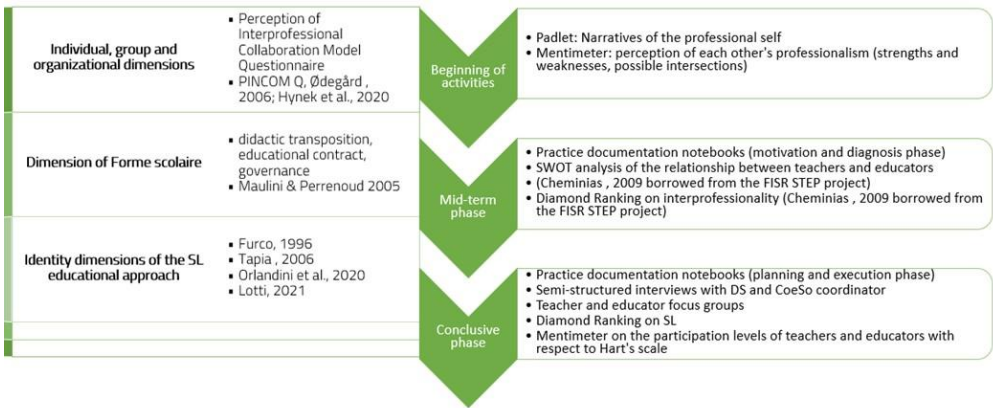 Individual, group and
organizational dimensions
▪ Perception of
Interprofessional
Collaboration Model
Questionnaire
▪ PINCOM Q, Ødegård ,
2006; Hynek et al., 2020
Dimension of Forme scolaire
▪ didactic transposition,
educational contract,
governance
▪ Maulini & Perrenoud 2005
Identity dimensions of the SL
educational approach
▪ Furco, 1996
▪ Tapia , 2006
▪ Orlandini et al., 2020
▪ Lotti, 2021
Beginning of
activities
• Padlet: Narratives of the professional self
• Mentimeter: perception of each other's professionalism (strengths and
weaknesses, possible intersections)
Mid-term
phase
• Practice documentation notebooks (motivation and diagnosis phase)
• SWOT analysis of the relationship between teachers and educators
• (Cheminias , 2009 borrowed from the FISR STEP project)
• Diamond Ranking on interprofessionality (Cheminias , 2009 borrowed from
the FISR STEP project)
Conclusive
phase
• Practice documentation notebooks (planning and execution phase)
• Semi-structured interviews with DS and CoeSo coordinator
• Teacher and educator focus groups
• Diamond Ranking on SL
• Mentimeter on the participation levels of teachers and educators with
respect to Hart's scale